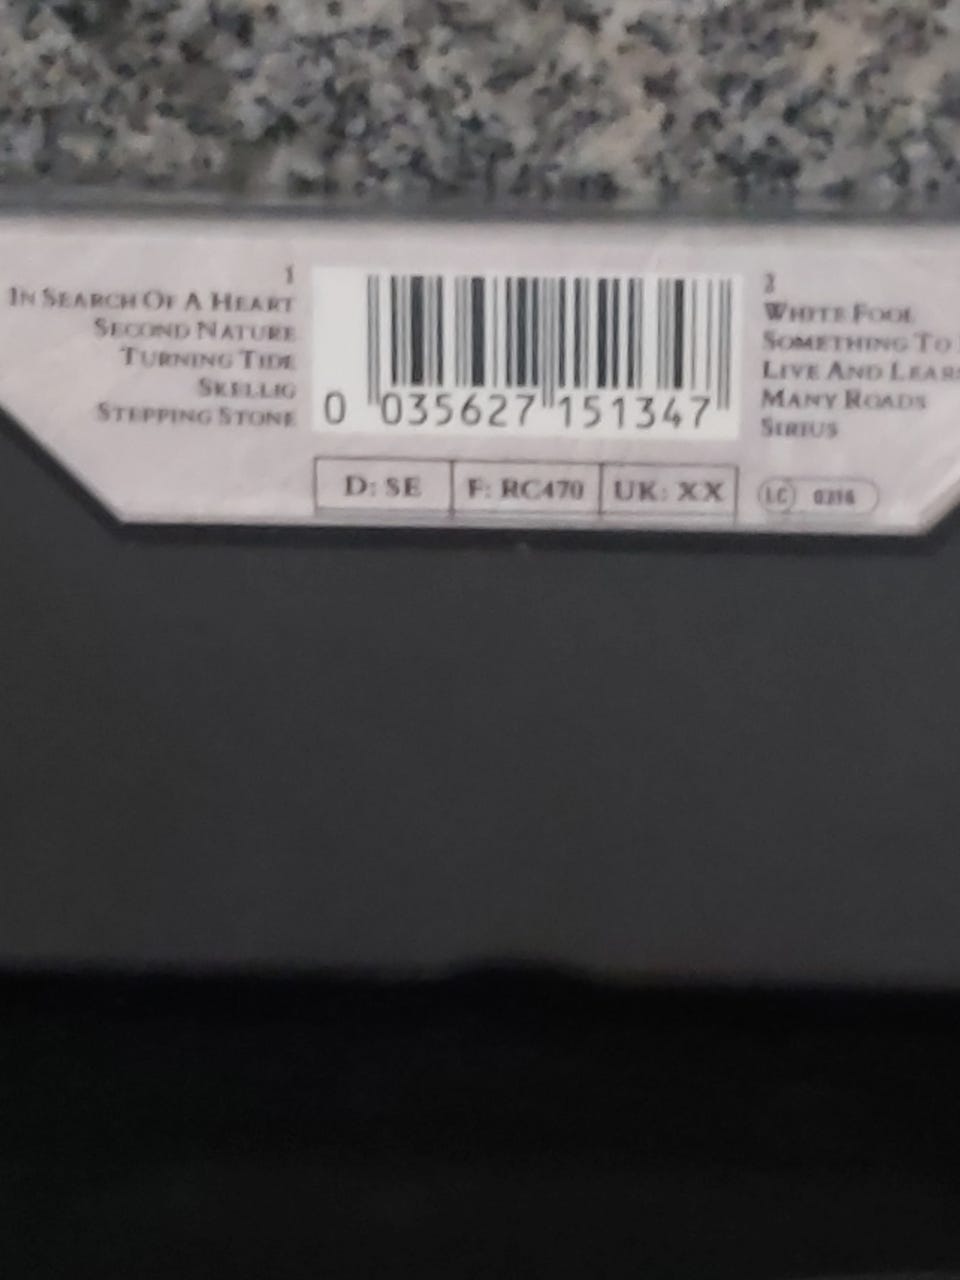 1
IN SEARCH OF A HEART
SECOND NATURE
TURNING TIDE
SKELLIG
STEPPING STONE
0 035627 151347
D: SE F: RC470 UK: XX
2
WHITE FOOL
SOMETHING TO
LIVE AND LEAR
MANY ROADS
SIRIUS
LC